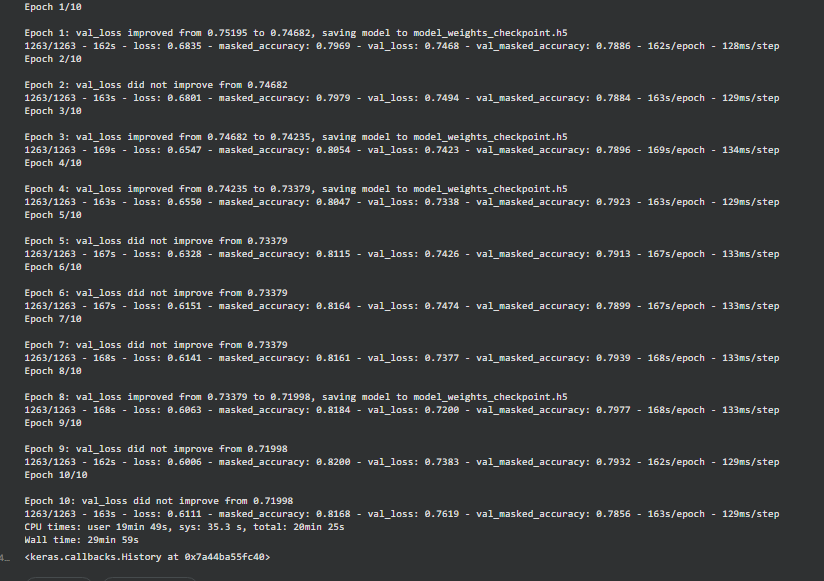 Epoch 1/10
Epoch 1: val_loss improved from 0.75195 to 0.74682, saving model to model_weights_checkpoint.h5
1263/1263 - 162s - loss: 0.6835 - masked_accuracy: 0.7969 - val_loss: 0.7468 - val_masked_accuracy: 0.7886 - 162s/epoch - 128ms/step
Epoch 2/10
Epoch 2: val_loss did not improve from 0.74682
1263/1263 - 163s - loss: 0.6801 - masked_accuracy: 0.7979 - val_loss: 0.7494 - val_masked_accuracy: 0.7884 - 163s/epoch - 129ms/step
Epoch 3/10
Epoch 3: val_loss improved from 0.74682 to 0.74235, saving model to model_weights_checkpoint.h5
1263/1263 - 169s - loss: 0.6547 - masked_accuracy: 0.8054 - val_loss: 0.7423 - val_masked_accuracy: 0.7896 - 169s/epoch - 134ms/step
Epoch 4/10
Epoch 4: val_loss improved from 0.74235 to 0.73379, saving model to model_weights_checkpoint.h5
1263/1263 - 163s - loss: 0.6550 - masked_accuracy: 0.8047 - val_loss: 0.7338 - val_masked_accuracy: 0.7923 - 163s/epoch - 129ms/step
Epoch 5/10
Epoch 5: val_loss did not improve from 0.73379
1263/1263 - 167s - loss: 0.6328 - masked_accuracy: 0.8115 - val_loss: 0.7426 - val_masked_accuracy: 0.7913 - 167s/epoch - 133ms/step
Epoch 6/10
Epoch 6: val_loss did not improve from 0.73379
1263/1263 - 167s - loss: 0.6151 - masked_accuracy: 0.8164 - val_loss: 0.7474 - val_masked_accuracy: 0.7899 - 167s/epoch - 133ms/step
Epoch 7/10
Epoch 7: val_loss did not improve from 0.73379
1263/1263 - 168s - loss: 0.6141 - masked_accuracy: 0.8161 - val_loss: 0.7377 - val_masked_accuracy: 0.7939 - 168s/epoch - 133ms/step
Epoch 8/10
Epoch 8: val_loss improved from 0.73379 to 0.71998, saving model to model_weights_checkpoint.h5
1263/1263 - 168s - loss: 0.6063 - masked_accuracy: 0.8184 - val_loss: 0.7200 - val_masked_accuracy: 0.7977 - 168s/epoch - 133ms/step
Epoch 9/10
Epoch 9: val_loss did not improve from 0.71998
1263/1263 - 162s - loss: 0.6006 - masked_accuracy: 0.8200 - val_loss: 0.7383 - val_masked_accuracy: 0.7932 - 162s/epoch - 129ms/step
Epoch 10/10
Epoch 10: val_loss did not improve from 0.71998
1263/1263 - 163s - loss: 0.6111 - masked_accuracy: 0.8168 - val_loss: 0.7619 - val_masked_accuracy: 0.7856 - 163s/epoch - 129ms/step
CPU times: user 19min 49s, sys: 35.3 s, total: 20min 25s
Wall time: 29min 59s
<keras.callbacks.History at 0x7a44ba55fc40>